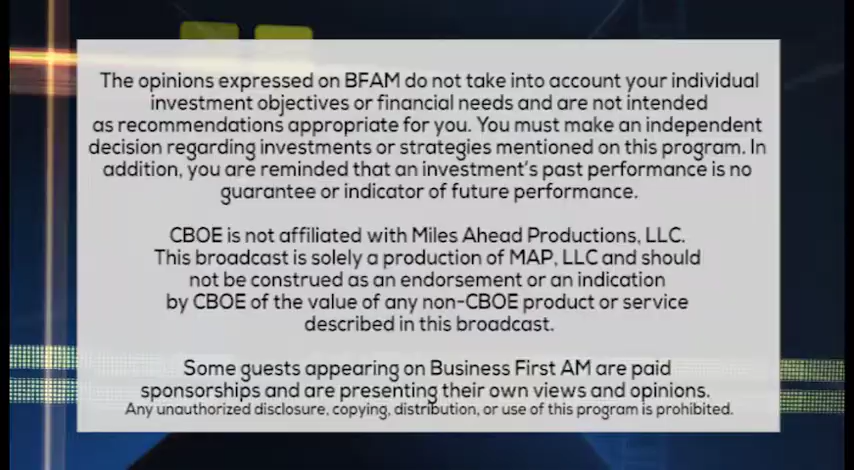 The opinions expressed on BFAM do not take into account your individual
investment objectives or financial needs and are not intended
as recommendations appropriate for you. You must make an independent
decision regarding investments or strategies mentioned on this program. In
addition, you are reminded that an investment's past performance is no
guarantee or indicator of future performance.
CBOE is not affiliated with Miles Ahead Productions, LLC.
This broadcast is solely a production of MAP, LLC and should
not be construed as an endorsement or an indication
by CBOE of the value of any non-CBOE product or service
described in this broadcast.
Some guests appearing on Business First AM are paid
sponsorships and are presenting their own views and opinions.
Any unauthorized disclosure, copying, distribution, or use of this program is prohibited.